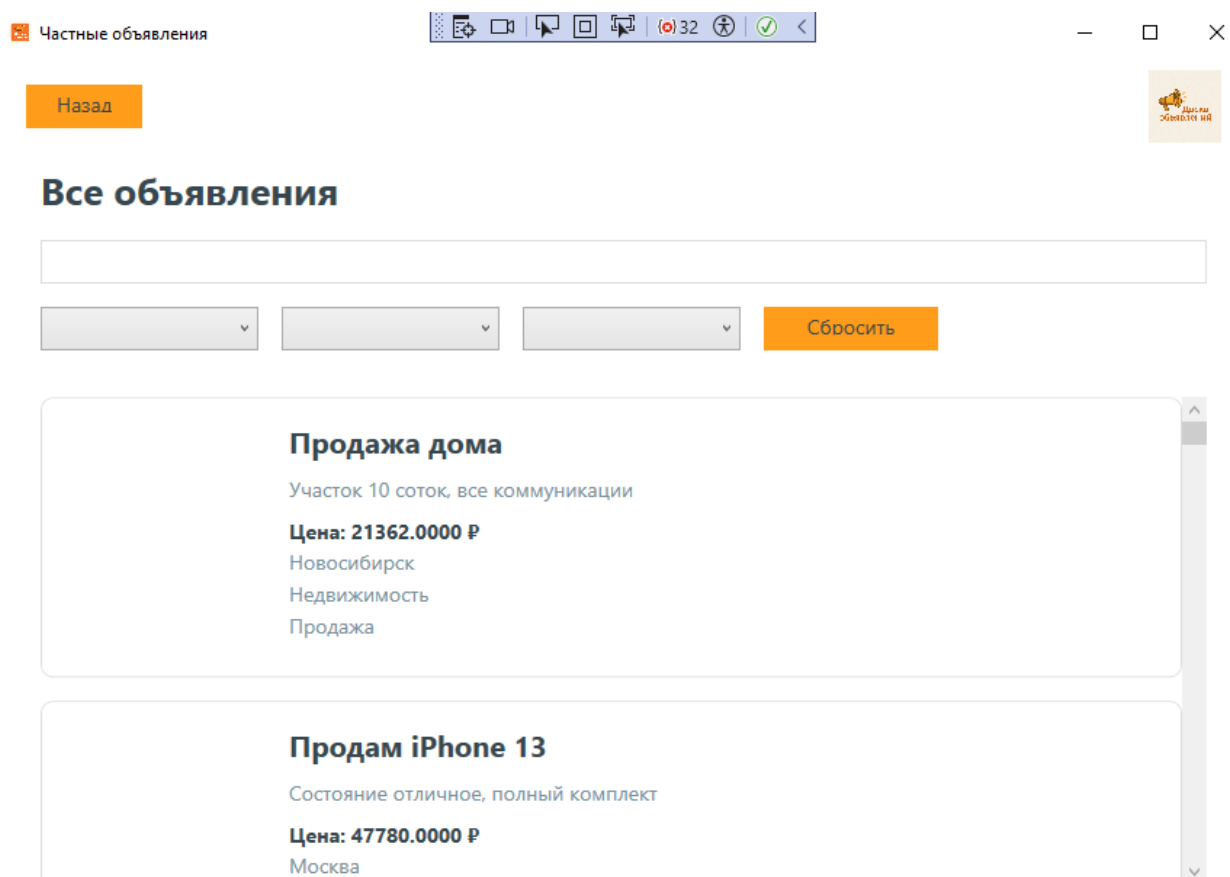 Частные объявления
32
Назад
Все объявления
Сбросить
Продажа дома
Участок 10 соток, все коммуникации
Цена: 21362.0000 ₽
Новосибирск
Недвижимость
Продажа
Продам iPhone 13
Состояние отличное, полный комплект
Цена: 47780.0000 ₽
Москва